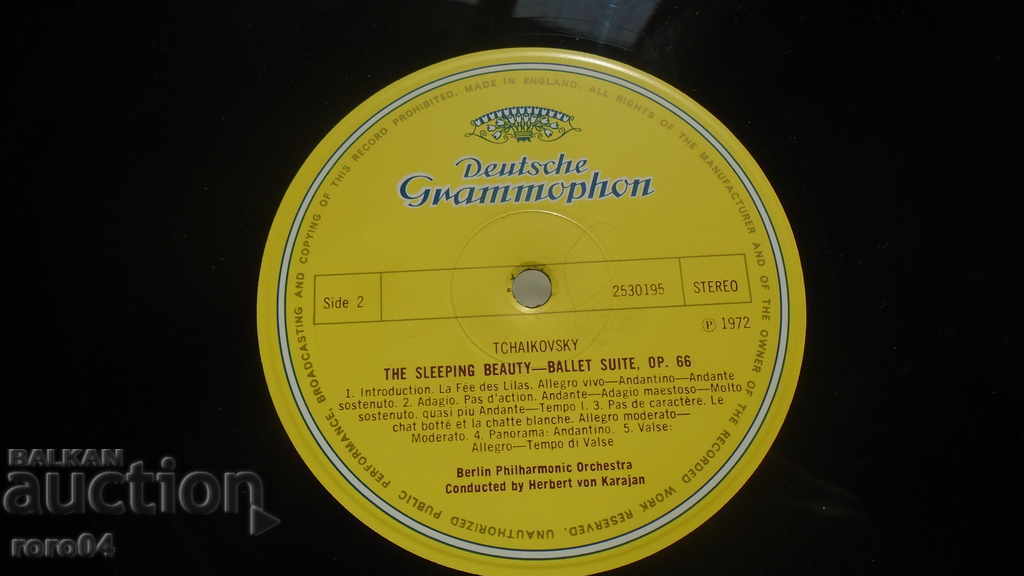 UNAUTHORIZED PUBLIC PERFORMANCE, BROADCASTING AND COPYING OF THIS RECORD PROHIBITED. MADE IN ENGLAND. ALL RIGHTS OF THE MANUFACTURER AND OF THE OWNER OF THE RECORDED WORK RESERVED.
Deutsche
Grammophon
Side 2
2530195
STEREO
Ⓟ 1972
TCHAIKOVSKY
THE SLEEPING BEAUTY—BALLET SUITE, OP. 66
1. Introduction. La Fée des Lilas. Allegro vivo—Andantino—Andante
sostenuto. 2. Adagio. Pas d'action. Andante—Adagio maestoso—Molto
sostenuto, quasi piu Andante—Tempo I. 3. Pas de caractère. Le
chat botté et la chatte blanche. Allegro moderato—
Moderato. 4. Panorama: Andantino. 5. Valse:
Allegro—Tempo di Valse
Berlin Philharmonic Orchestra
Conducted by Herbert von Karajan
BALKAN
auction
roro04